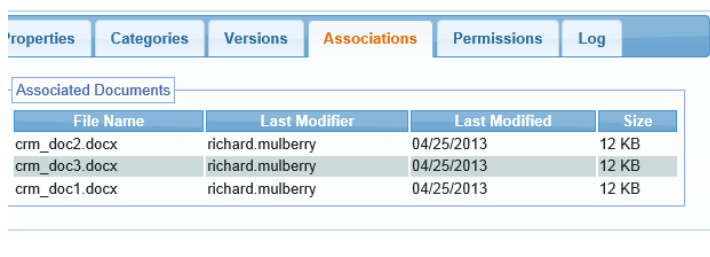 roperties Categories Versions Associations Permissions Log
Associated Documents
File Name Last Modifier Last Modified Size
crm_doc2.docx richard.mulberry 04/25/2013 12 KB
crm_doc3.docx richard.mulberry 04/25/2013 12 KB
crm_doc1.docx richard.mulberry 04/25/2013 12 KB